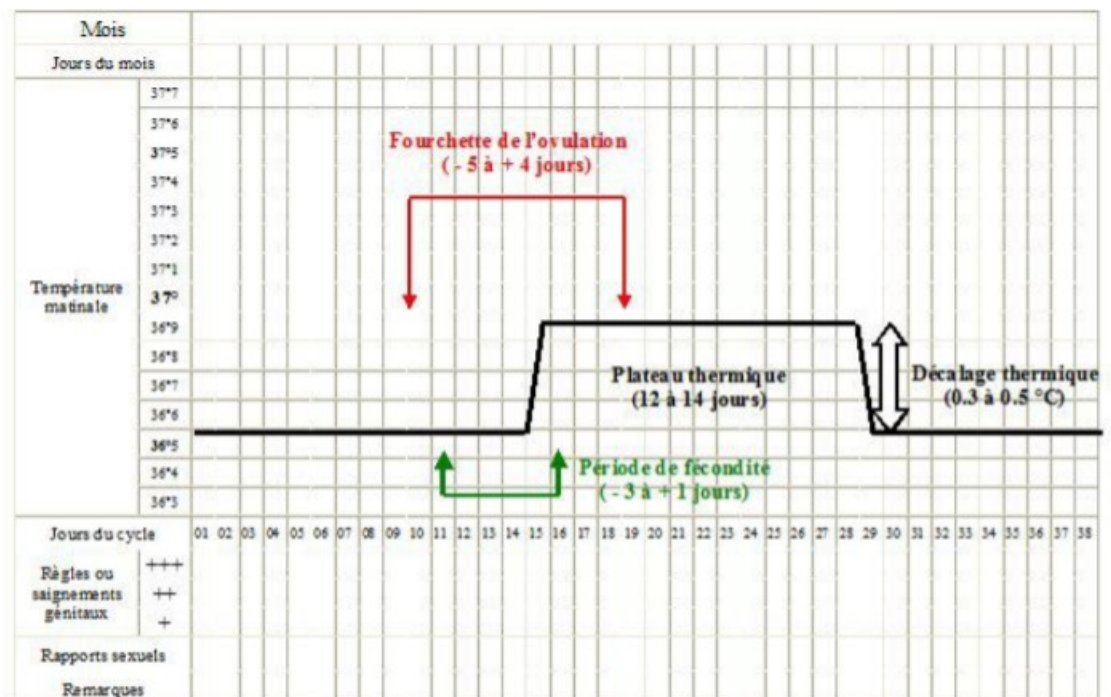 Mois
Jours du mois
37°7
37°6
37°5
37°4
37°3
37°2
37°1
37°
36°9
36°8
36°7
36°6
36°5
36°4
36°3
Température
matinale
Fourchette de l'ovulation
( - 5 à + 4 jours)
Plateau thermique
(12 à 14 jours)
Décalage thermique
(0.3 à 0.5 °C)
Période de fécondité
( - 3 à + 1 jours)
Jours du cycle 01 02 03 04 05 06 07 08 09 10 11 12 13 14 15 16 17 18 19 20 21 22 23 24 25 26 27 28 29 30 31 32 33 34 35 36 37 38
Règles ou
saignements
génitaux
+++
++
+
Rapports sexuels
Remarques